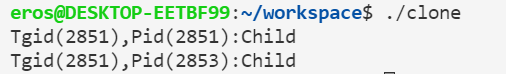 eros@DESKTOP-EETBF99:~/workspace$ ./clone
Tgid(2851),Pid(2851):Child
Tgid(2851),Pid(2853):Child